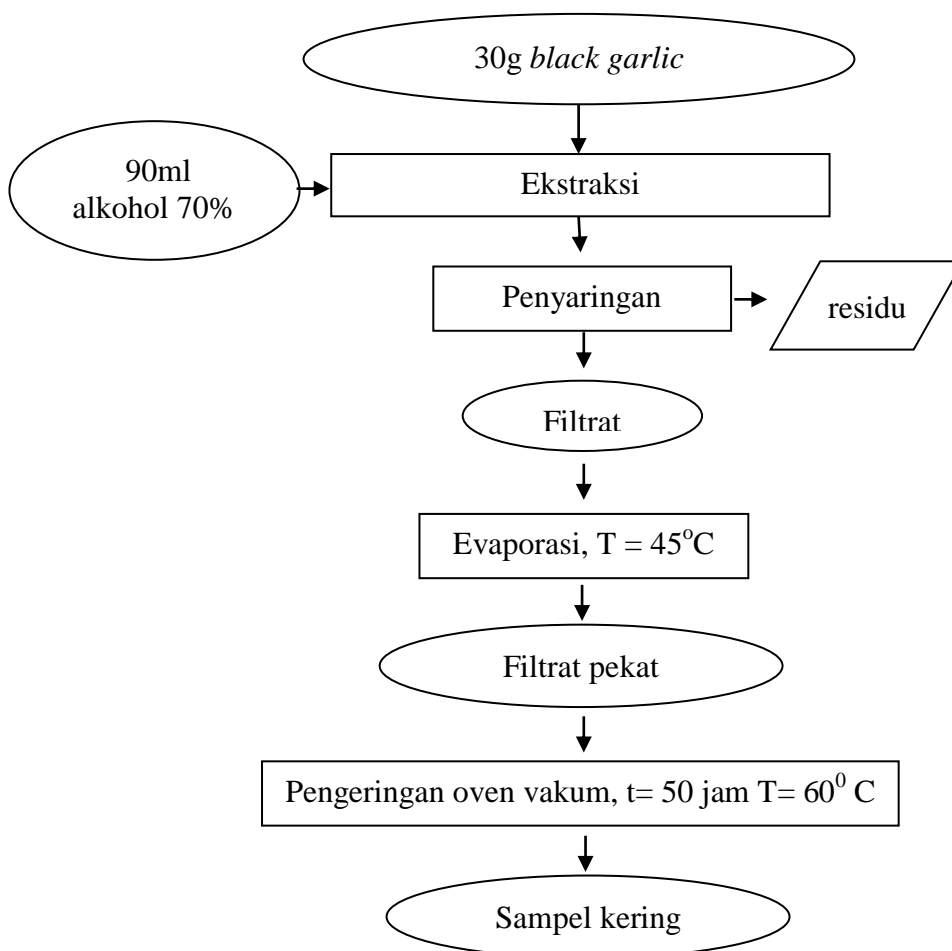 30g black garlic
90ml
alkohol 70%
Ekstraksi
Penyaringan
residu
Filtrat
Evaporasi, T = 45°C
Filtrat pekat
Pengeringan oven vakum, t= 50 jam T= 60⁰ C
Sampel kering